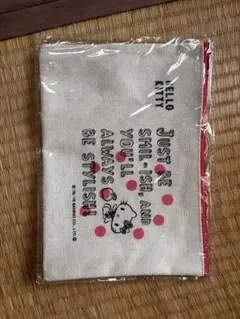 HELLO
KITTY
JUST BE
SMIL-ISH, AND
YOU'LL
ALWAYS
BE STYLISH!